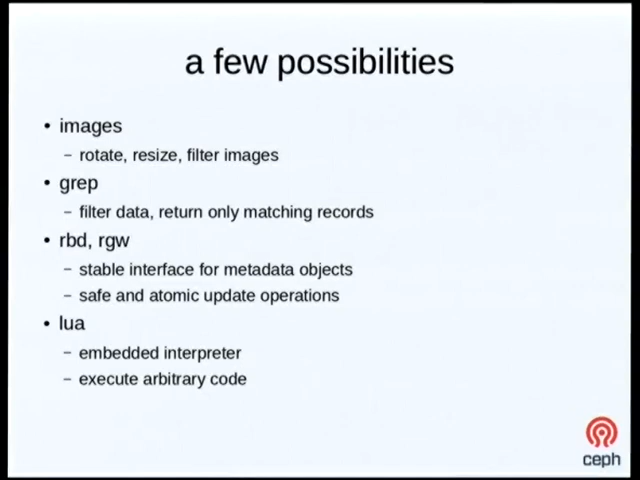 a few possibilities
• images
– rotate, resize, filter images
• grep
– filter data, return only matching records
• rbd, rgw
– stable interface for metadata objects
– safe and atomic update operations
• lua
– embedded interpreter
– execute arbitrary code
ceph